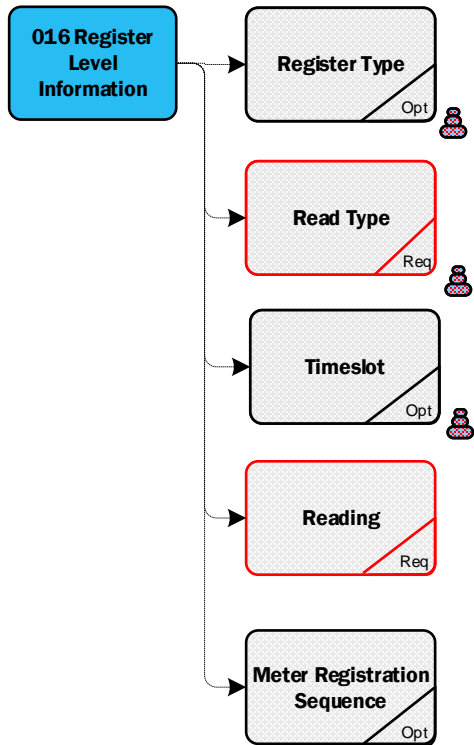 016 Register
Level
Information
Register Type
Opt
Read Type
Req
Timeslot
Opt
Reading
Req
Meter Registration
Sequence
Opt